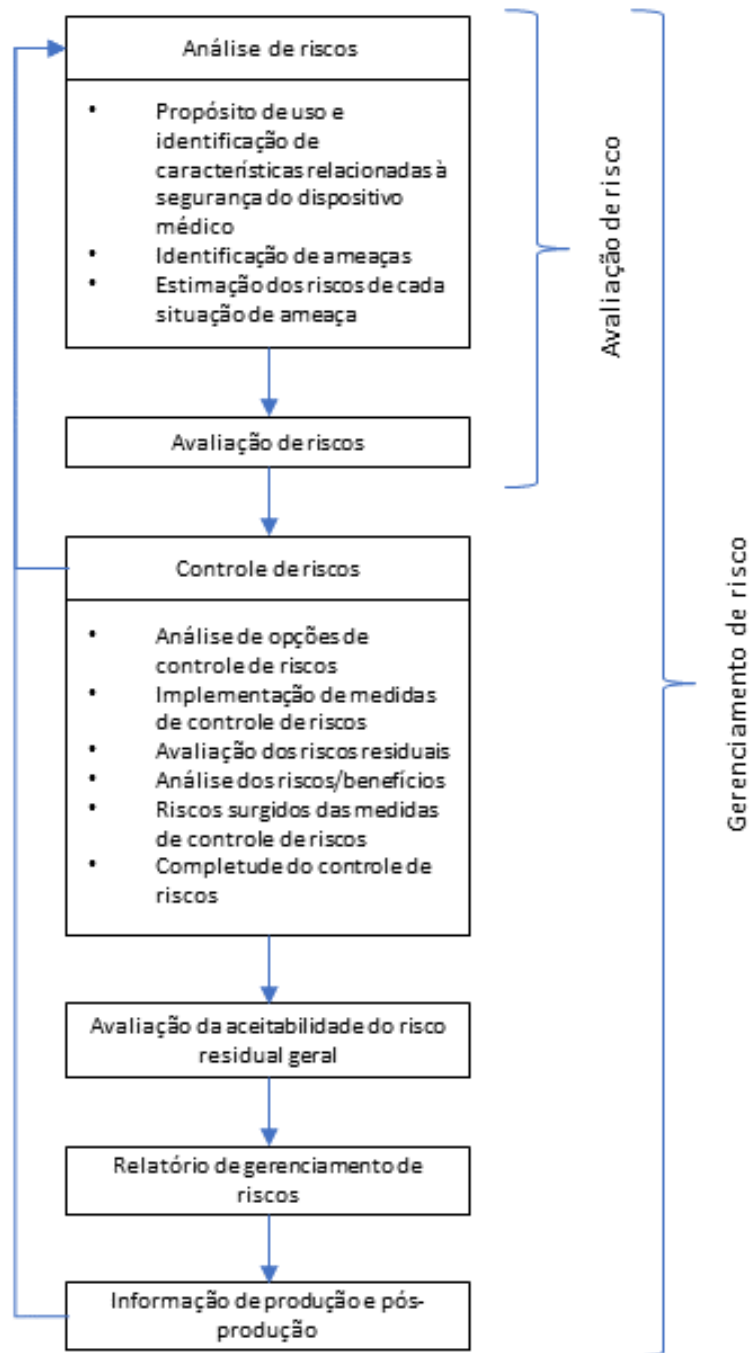 Análise de riscos
• Propósito de uso e
identificação de
características relacionadas à
segurança do dispositivo
médico
• Identificação de ameaças
• Estimação dos riscos de cada
situação de ameaça
Avaliação de riscos
Avaliação de risco
Controle de riscos
• Análise de opções de
controle de riscos
• Implementação de medidas
de controle de riscos
• Avaliação dos riscos residuais
• Análise dos riscos/benefícios
• Riscos surgidos das medidas
de controle de riscos
• Completude do controle de
riscos
Avaliação da aceitabilidade do risco
residual geral
Relatório de gerenciamento de
riscos
Informação de produção e pós-
produção
Gerenciamento de risco